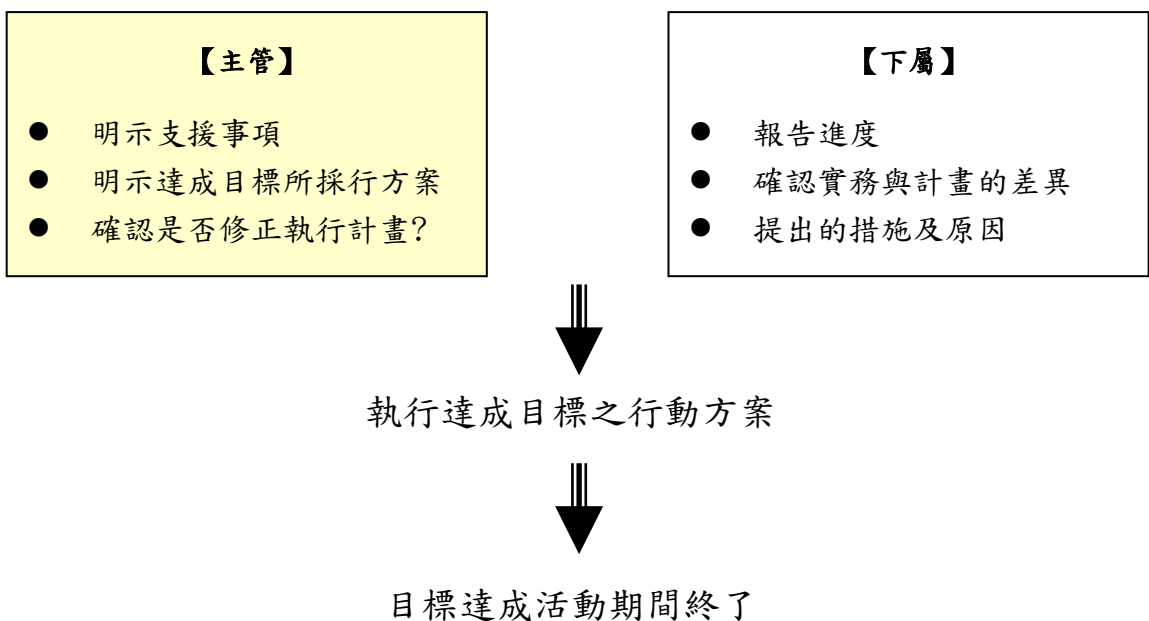 【主管】
● 明示支援事項
● 明示達成目標所採行方案
● 確認是否修正執行計畫?
【下屬】
● 報告進度
● 確認實務與計畫的差異
● 提出的措施及原因
執行達成目標之行動方案
目標達成活動期間終了